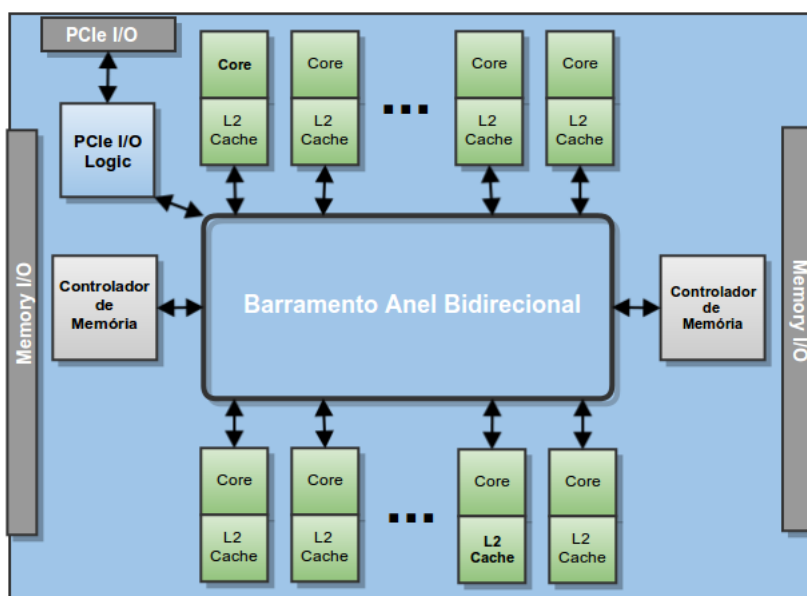 PCIe I/O
Core
Core
Core
Core
L2
Cache
L2
Cache
L2
Cache
L2
Cache
...
PCIe I/O
Logic
Memory I/O
Controlador
de
Memória
Barramento Anel Bidirecional
Controlador
de
Memória
Memory I/O
Core
Core
Core
Core
...
L2
Cache
L2
Cache
L2
Cache
L2
Cache